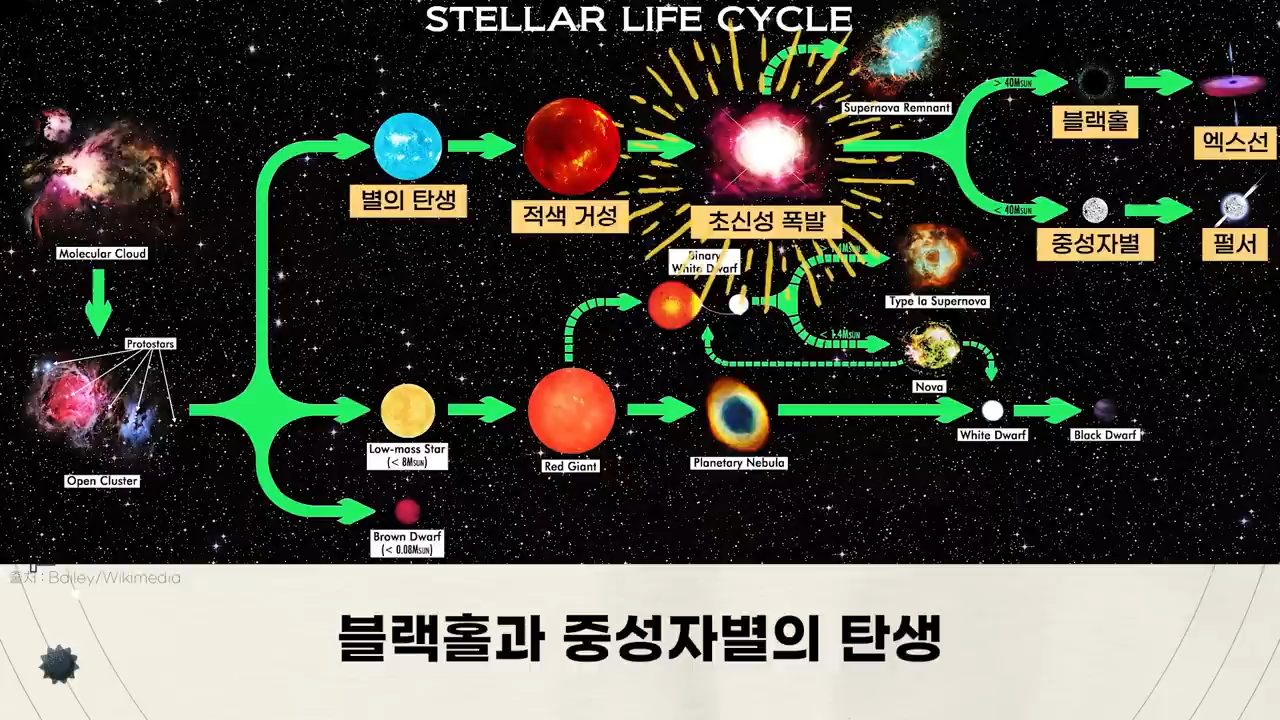 STELLAR LIFE CYCLE
Supernova Remnant
> 40MSUN
블랙홀
엑스선
별의 탄생
적색 거성
초신성 폭발
< 40MSUN
중성자별
펄서
Molecular Cloud
Binary
White Dwarf
Type Ia Supernova
Protostars
Nova
Low-mass Star
(< 8MSUN)
Red Giant
Planetary Nebula
White Dwarf
Black Dwarf
Open Cluster
Brown Dwarf
(< 0.08MSUN)
출처 : Bailey/Wikimedia
블랙홀과 중성자별의 탄생